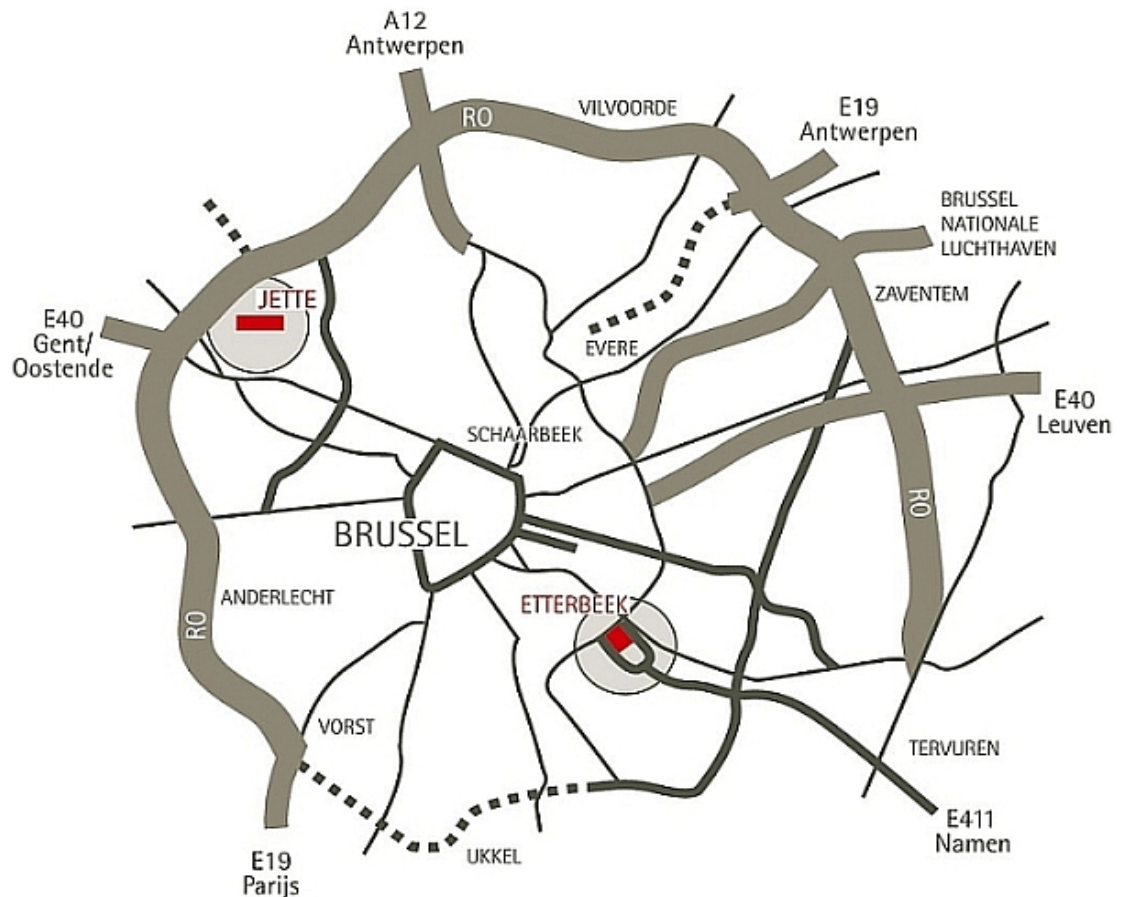 A12
Antwerpen
RO
VILVOORDE
E19
Antwerpen
BRUSSEL
NATIONALE
LUCHTHAVEN
ZAVENTEM
JETTE
E40
Gent/
Oostende
EVERE
E40
Leuven
SCHAARBEEK
RO
BRUSSEL
ANDERLECHT
ETTERBEEK
RO
VORST
TERVUREN
E411
Namen
UKKEL
E19
Parijs